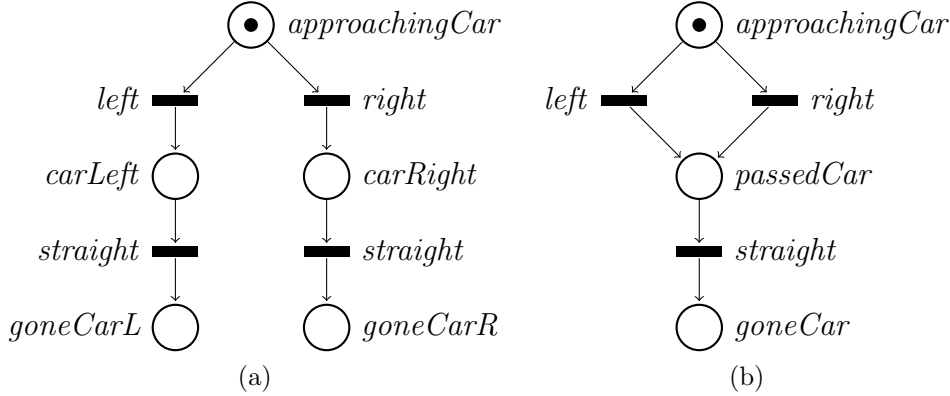 approachingCar approachingCar
left right left right
carLeft carRight passedCar
straight straight straight
goneCarL goneCarR goneCar
(a) (b)